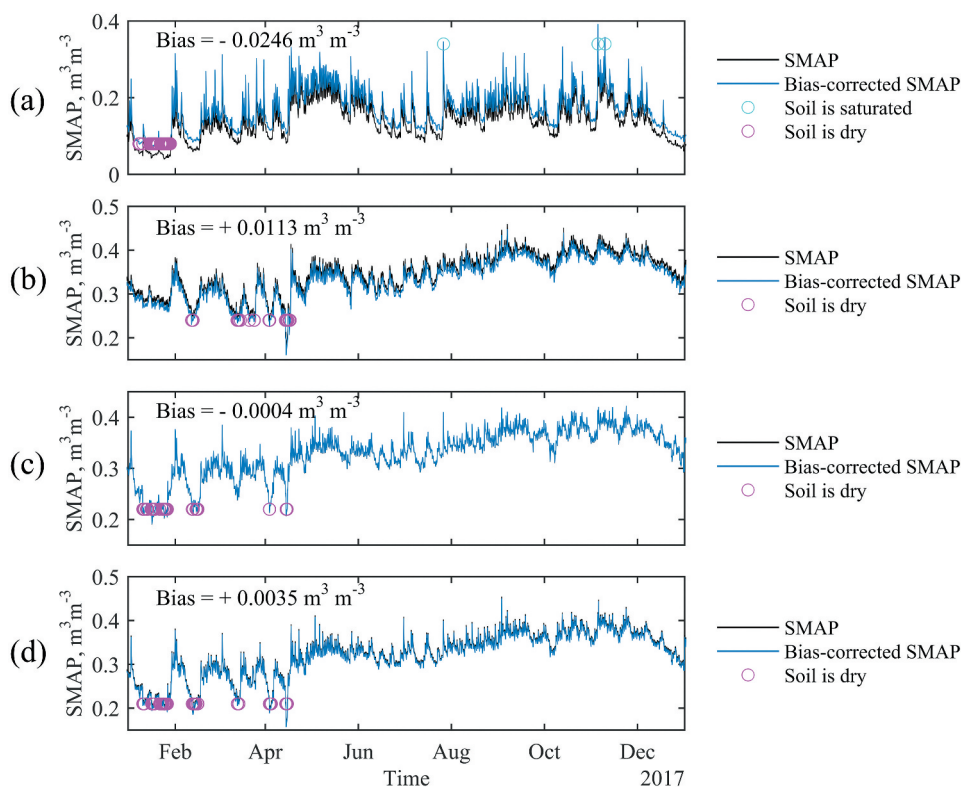 (a)
SMAP, m³ m⁻³
0.4
0.2
0
Bias = - 0.0246 m³ m⁻³
SMAP
Bias-corrected SMAP
Soil is saturated
Soil is dry
(b)
SMAP, m³ m⁻³
0.5
0.4
0.3
0.2
Bias = + 0.0113 m³ m⁻³
SMAP
Bias-corrected SMAP
Soil is dry
(c)
SMAP, m³ m⁻³
0.4
0.3
0.2
Bias = - 0.0004 m³ m⁻³
SMAP
Bias-corrected SMAP
Soil is dry
(d)
SMAP, m³ m⁻³
0.5
0.4
0.3
0.2
Bias = + 0.0035 m³ m⁻³
SMAP
Bias-corrected SMAP
Soil is dry
Feb Apr Jun Aug Oct Dec
Time 2017